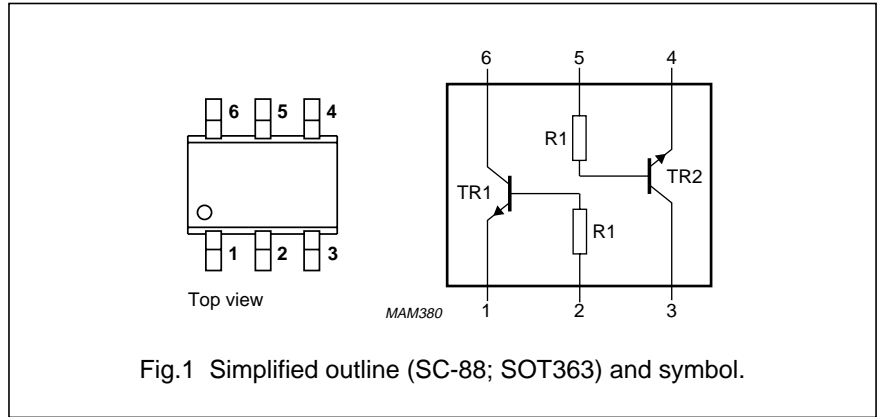 6 5 4
1 2 3
Top view
6 5 4
R1
TR1
TR2
R1
MAM380
1 2 3
Fig.1 Simplified outline (SC-88; SOT363) and symbol.